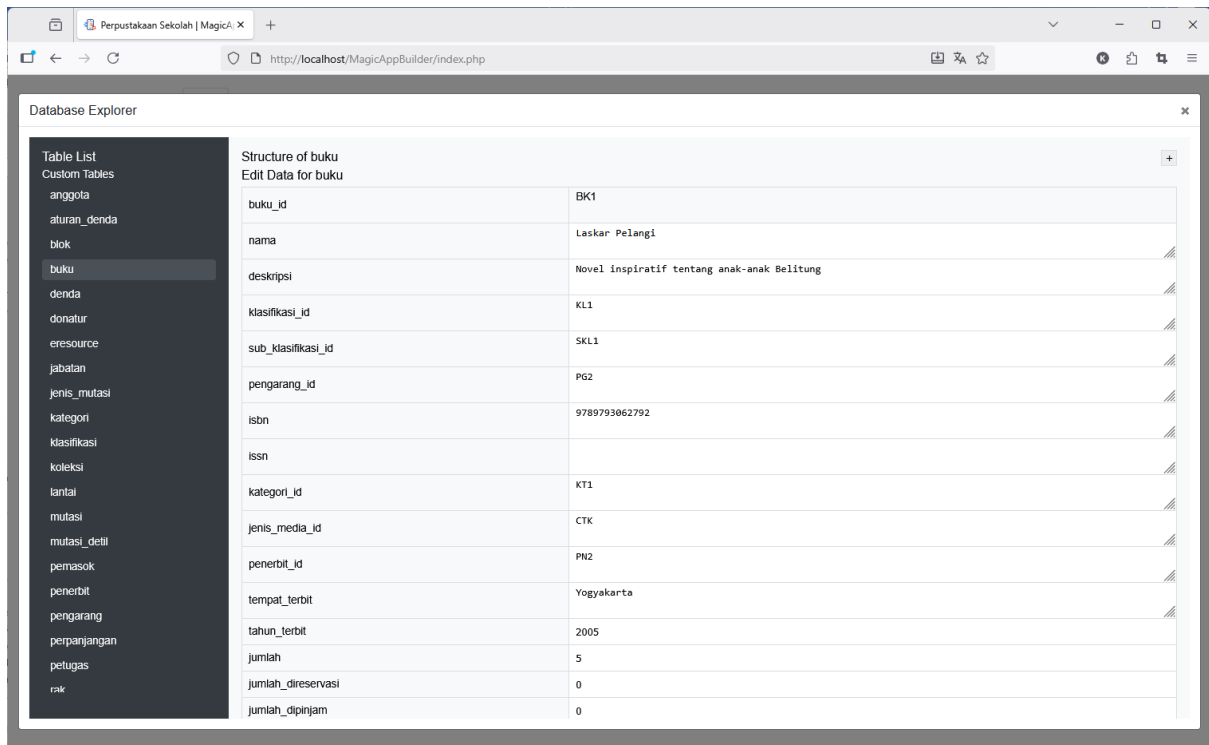 Perpustakaan Sekolah | MagicA
http://localhost/MagicAppBuilder/index.php
K
Database Explorer
Table List
Custom Tables
anggota
aturan_denda
blok
buku
denda
donatur
eresource
jabatan
jenis_mutasi
kategori
klasifikasi
koleksi
lantai
mutasi
mutasi_detil
pemasok
penerbit
pengarang
perpanjangan
petugas
rak
Structure of buku
+
Edit Data for buku
buku_id BK1
nama Laskar Pelangi
deskripsi Novel inspiratif tentang anak-anak Belitung
klasifikasi_id KL1
sub_klasifikasi_id SKL1
pengarang_id PG2
isbn 9789793062792
issn
kategori_id KT1
jenis_media_id CTK
penerbit_id PN2
tempat_terbit Yogyakarta
tahun_terbit 2005
jumlah 5
jumlah_direservasi 0
jumlah_dipinjam 0